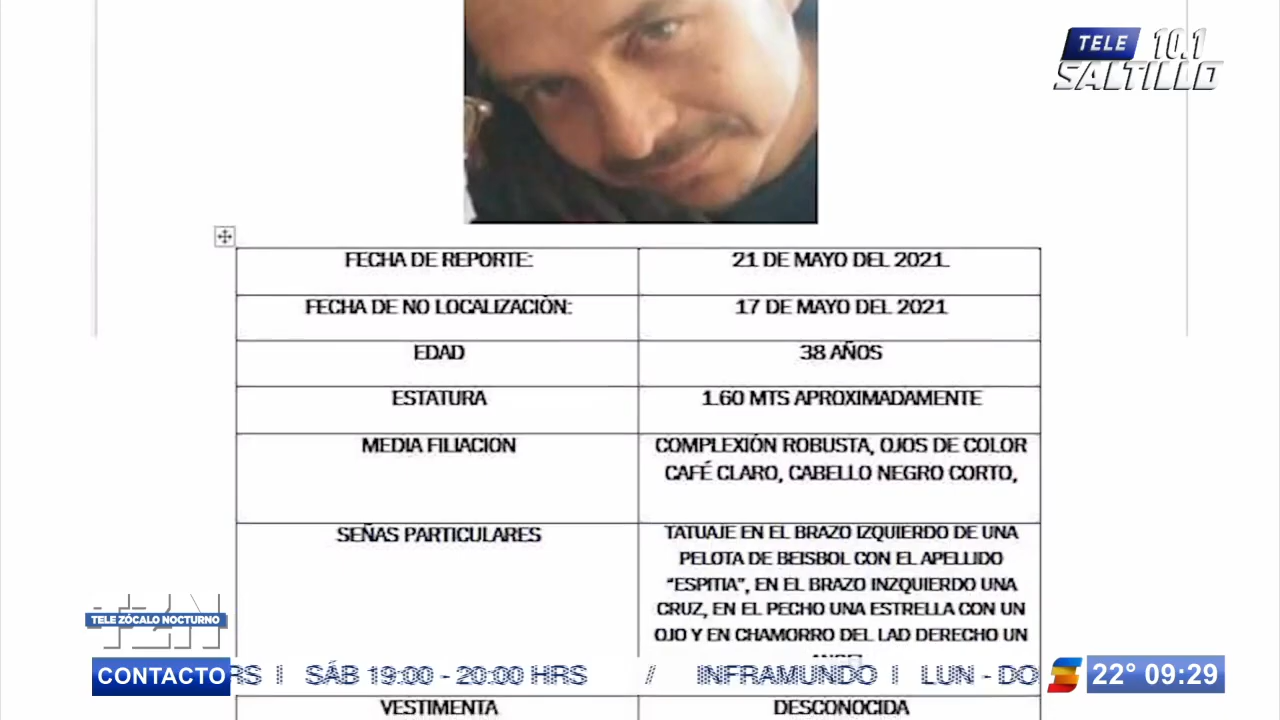 TELE 10.1
SALTILLO
FECHA DE REPORTE:
21 DE MAYO DEL 2021.
FECHA DE NO LOCALIZACIÓN:
17 DE MAYO DEL 2021
EDAD
38 AÑOS
ESTATURA
1.60 MTS APROXIMADAMENTE
MEDIA FILIACION
COMPLEXIÓN ROBUSTA, OJOS DE COLOR
CAFÉ CLARO, CABELLO NEGRO CORTO,
SEÑAS PARTICULARES
TATUAJE EN EL BRAZO IZQUIERDO DE UNA
PELOTA DE BEISBOL CON EL APELLIDO
“ESPITIA”, EN EL BRAZO INZQUIERDO UNA
CRUZ, EN EL PECHO UNA ESTRELLA CON UN
OJO Y EN CHAMORRO DEL LAD DERECHO UN
TZN
TELE ZÓCALO NOCTURNO
CONTACTO
RS | SÁB 19:00 - 20:00 HRS / INFRAMUNDO | LUN - DO
22° 09:29
VESTIMENTA
DESCONOCIDA